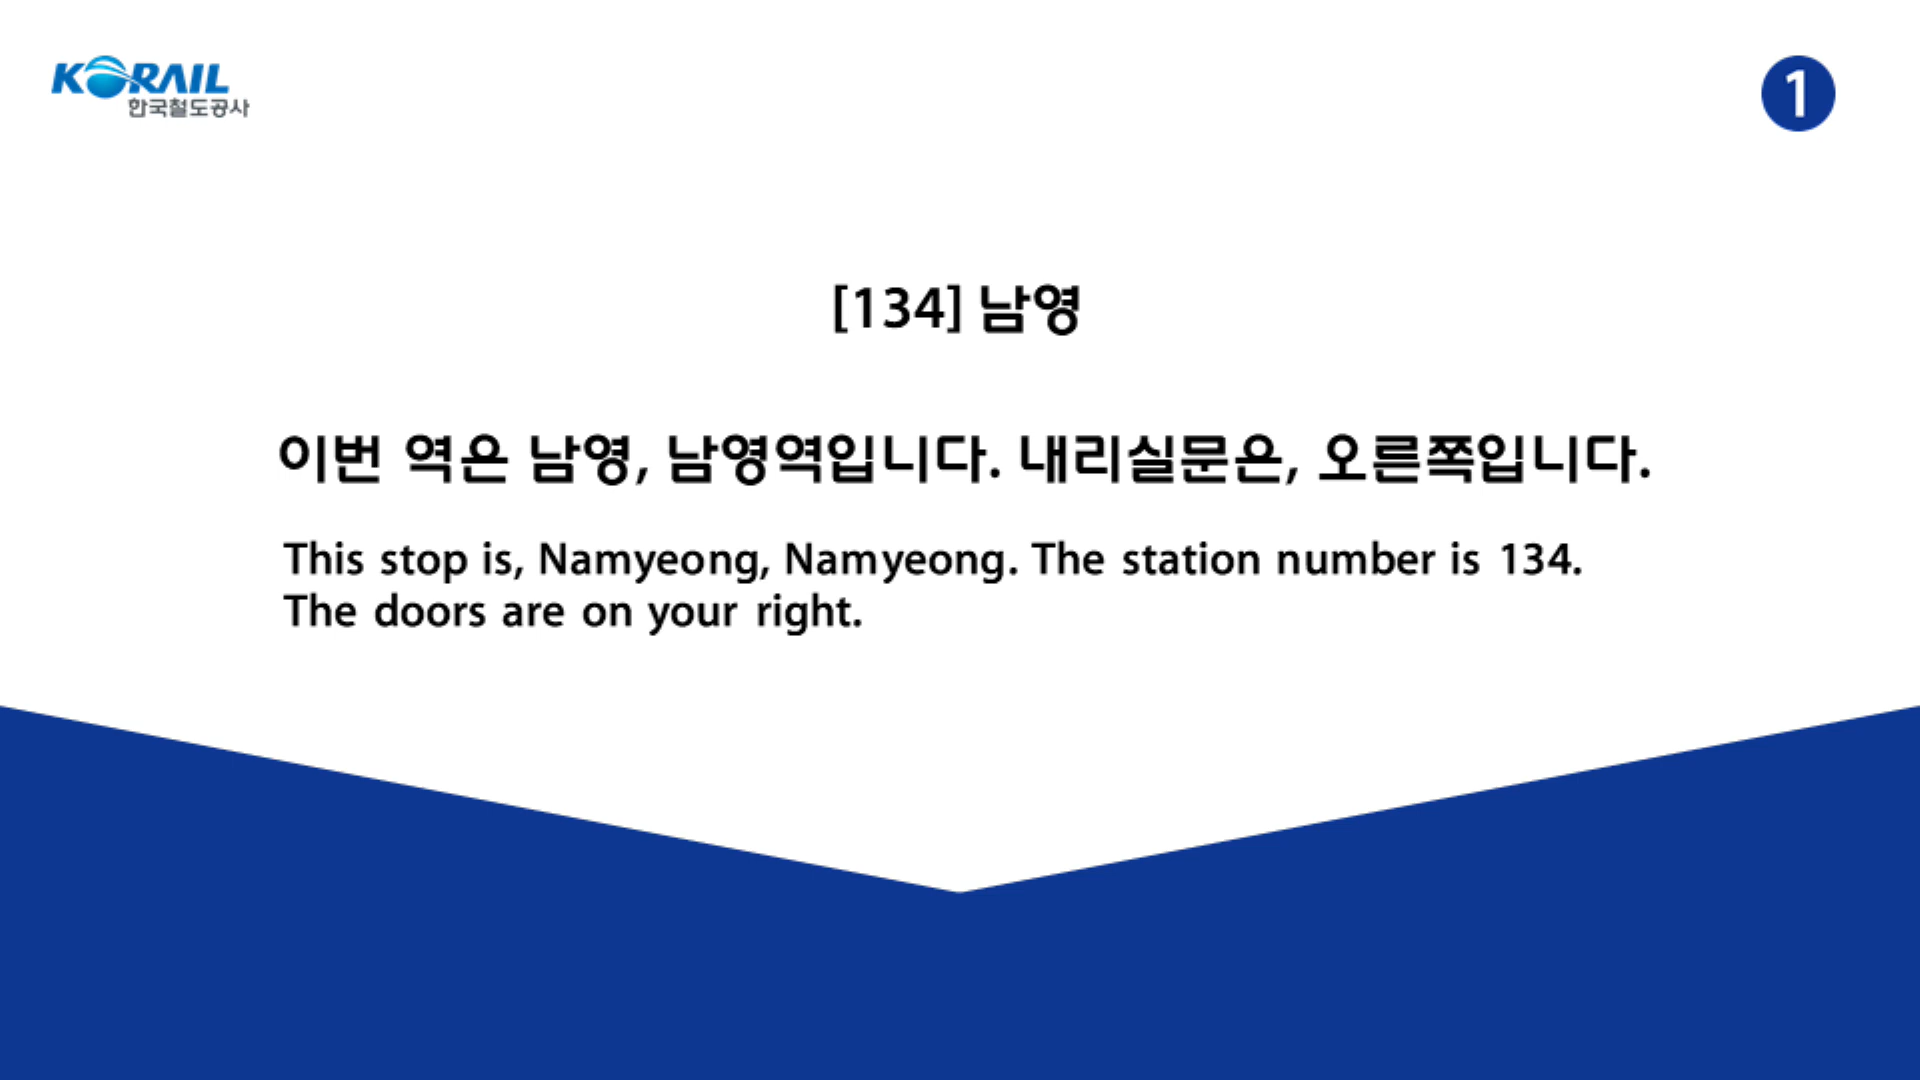 KORAIL
한국철도공사
1
[134] 남영
이번 역은 남영, 남영역입니다. 내리실문은, 오른쪽입니다.
This stop is, Namyeong, Namyeong. The station number is 134.
The doors are on your right.